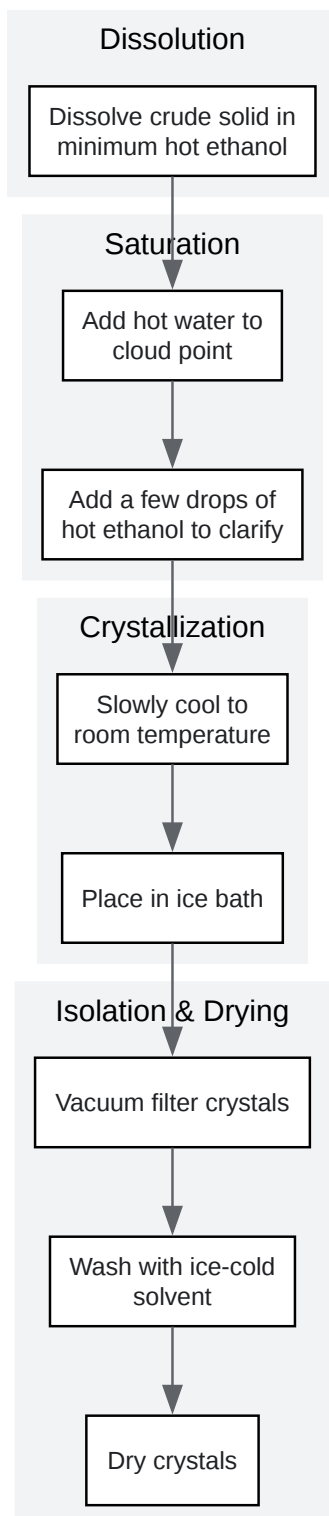 Dissolution
Dissolve crude solid in
minimum hot ethanol
Saturation
Add hot water to
cloud point
Add a few drops of
hot ethanol to clarify
Crystallization
Slowly cool to
room temperature
Place in ice bath
Isolation & Drying
Vacuum filter crystals
Wash with ice-cold
solvent
Dry crystals